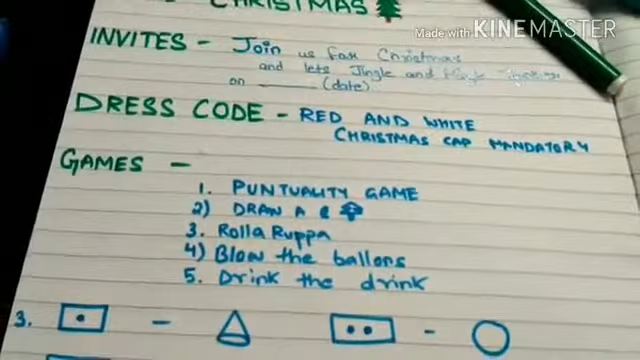 CHRISTMAS
Made with KINEMASTER
INVITES - Join us for Christmas
and lets Jingle and
on ______ (date)
DRESS CODE - RED AND WHITE
CHRISTMAS CAP MANDATORY
GAMES -
1. PUNTUALITY GAME
2) DRAW A
3. Rolla Ruppa
4) Blow the ballons
5. Drink the drink
3.